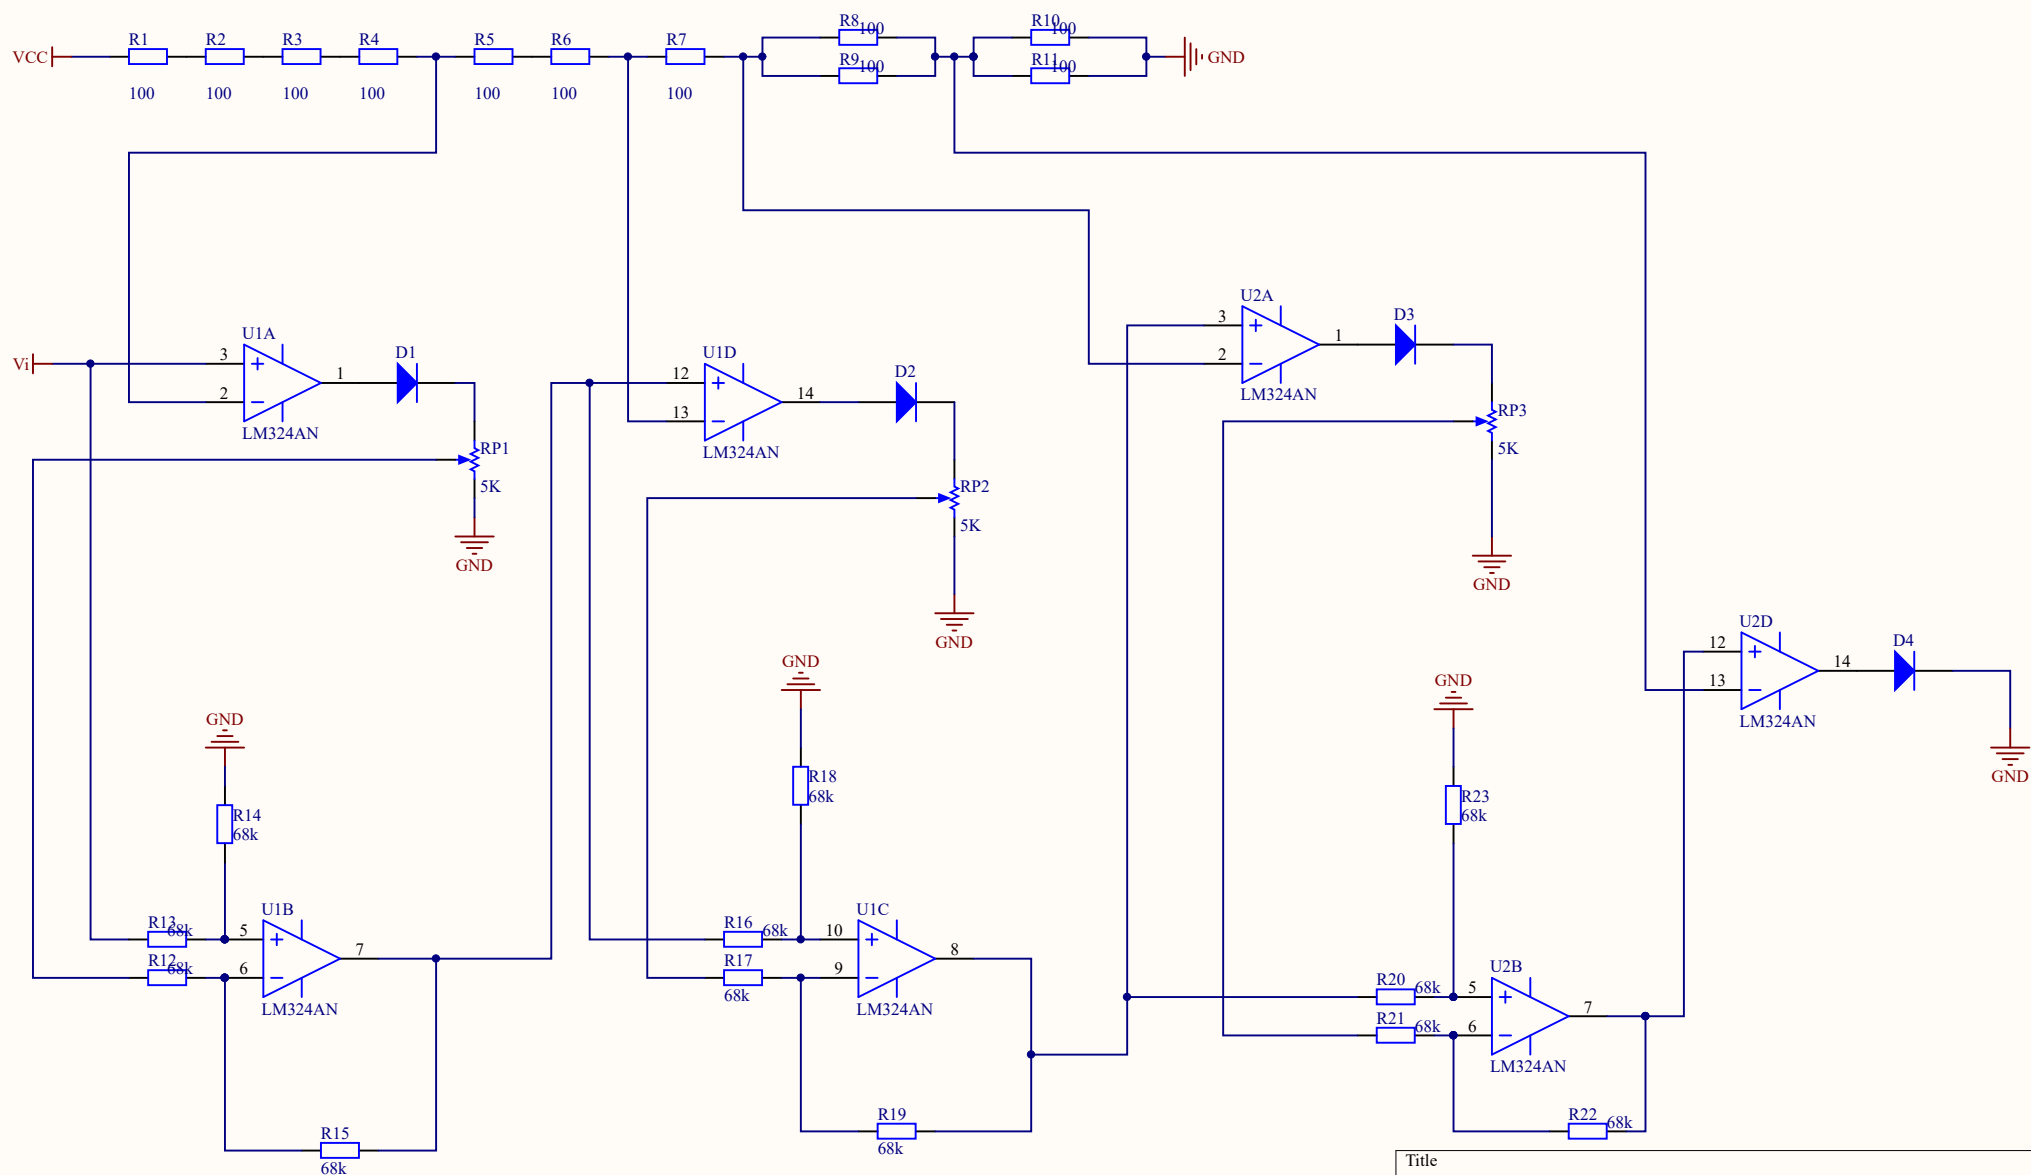 R8 100 R10 100
R1 R2 R3 R4 R5 R6 R7
VCC GND
R9 100 R11 100
100 100 100 100 100 100 100
U2A
3 D3
1
2
LM324AN
RP3
5K
GND
U1A
Vi 3 D1
1
2
LM324AN
RP1
5K
GND
U1D
12 D2
14
13
LM324AN
RP2
5K
GND
U2D
12 D4
14
13
LM324AN
GND
GND
R14
68k
R13 68k 5 U1B
7
R12 68k 6
LM324AN
R15
68k
GND
R18
68k
R16 68k 10 U1C
8
R17 9
68k LM324AN
R19
68k
GND
R23
68k
R20 68k 5 U2B
7
R21 68k 6
LM324AN
R22 68k
Title